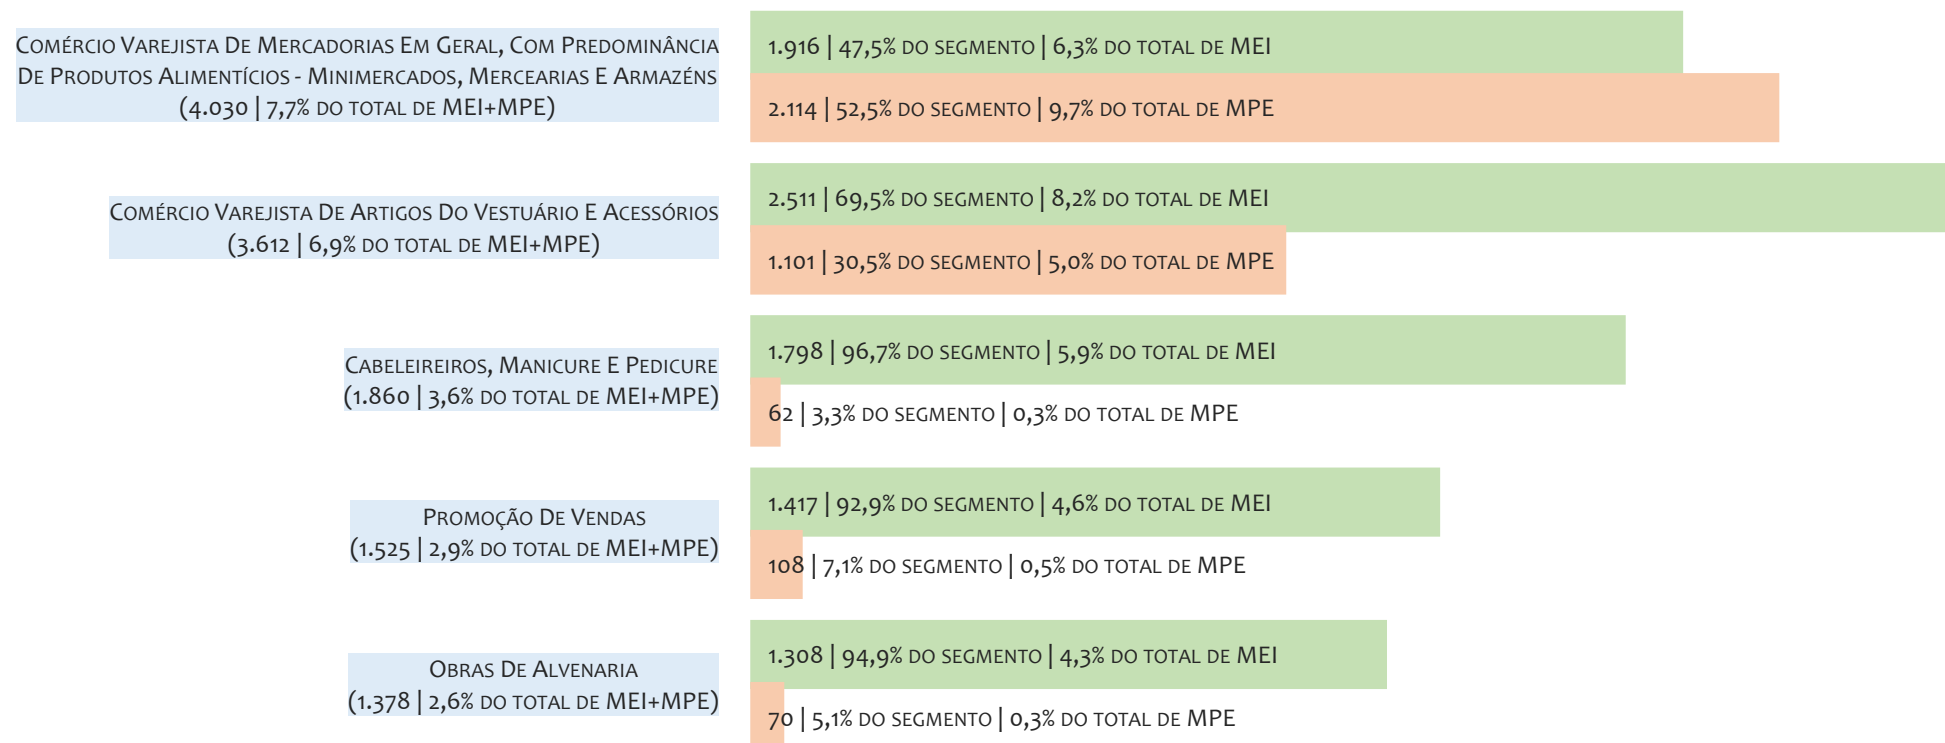 Comércio Varejista De Mercadorias Em Geral, Com Predominância
De Produtos Alimentícios - Minimercados, Mercearias E Armazéns
(4.030 | 7,7% do total de MEI+MPE)
1.916 | 47,5% do segmento | 6,3% do total de MEI
2.114 | 52,5% do segmento | 9,7% do total de MPE
Comércio Varejista De Artigos Do Vestuário E Acessórios
(3.612 | 6,9% do total de MEI+MPE)
2.511 | 69,5% do segmento | 8,2% do total de MEI
1.101 | 30,5% do segmento | 5,0% do total de MPE
Cabeleireiros, Manicure E Pedicure
(1.860 | 3,6% do total de MEI+MPE)
1.798 | 96,7% do segmento | 5,9% do total de MEI
62 | 3,3% do segmento | 0,3% do total de MPE
Promoção De Vendas
(1.525 | 2,9% do total de MEI+MPE)
1.417 | 92,9% do segmento | 4,6% do total de MEI
108 | 7,1% do segmento | 0,5% do total de MPE
Obras De Alvenaria
(1.378 | 2,6% do total de MEI+MPE)
1.308 | 94,9% do segmento | 4,3% do total de MEI
70 | 5,1% do segmento | 0,3% do total de MPE